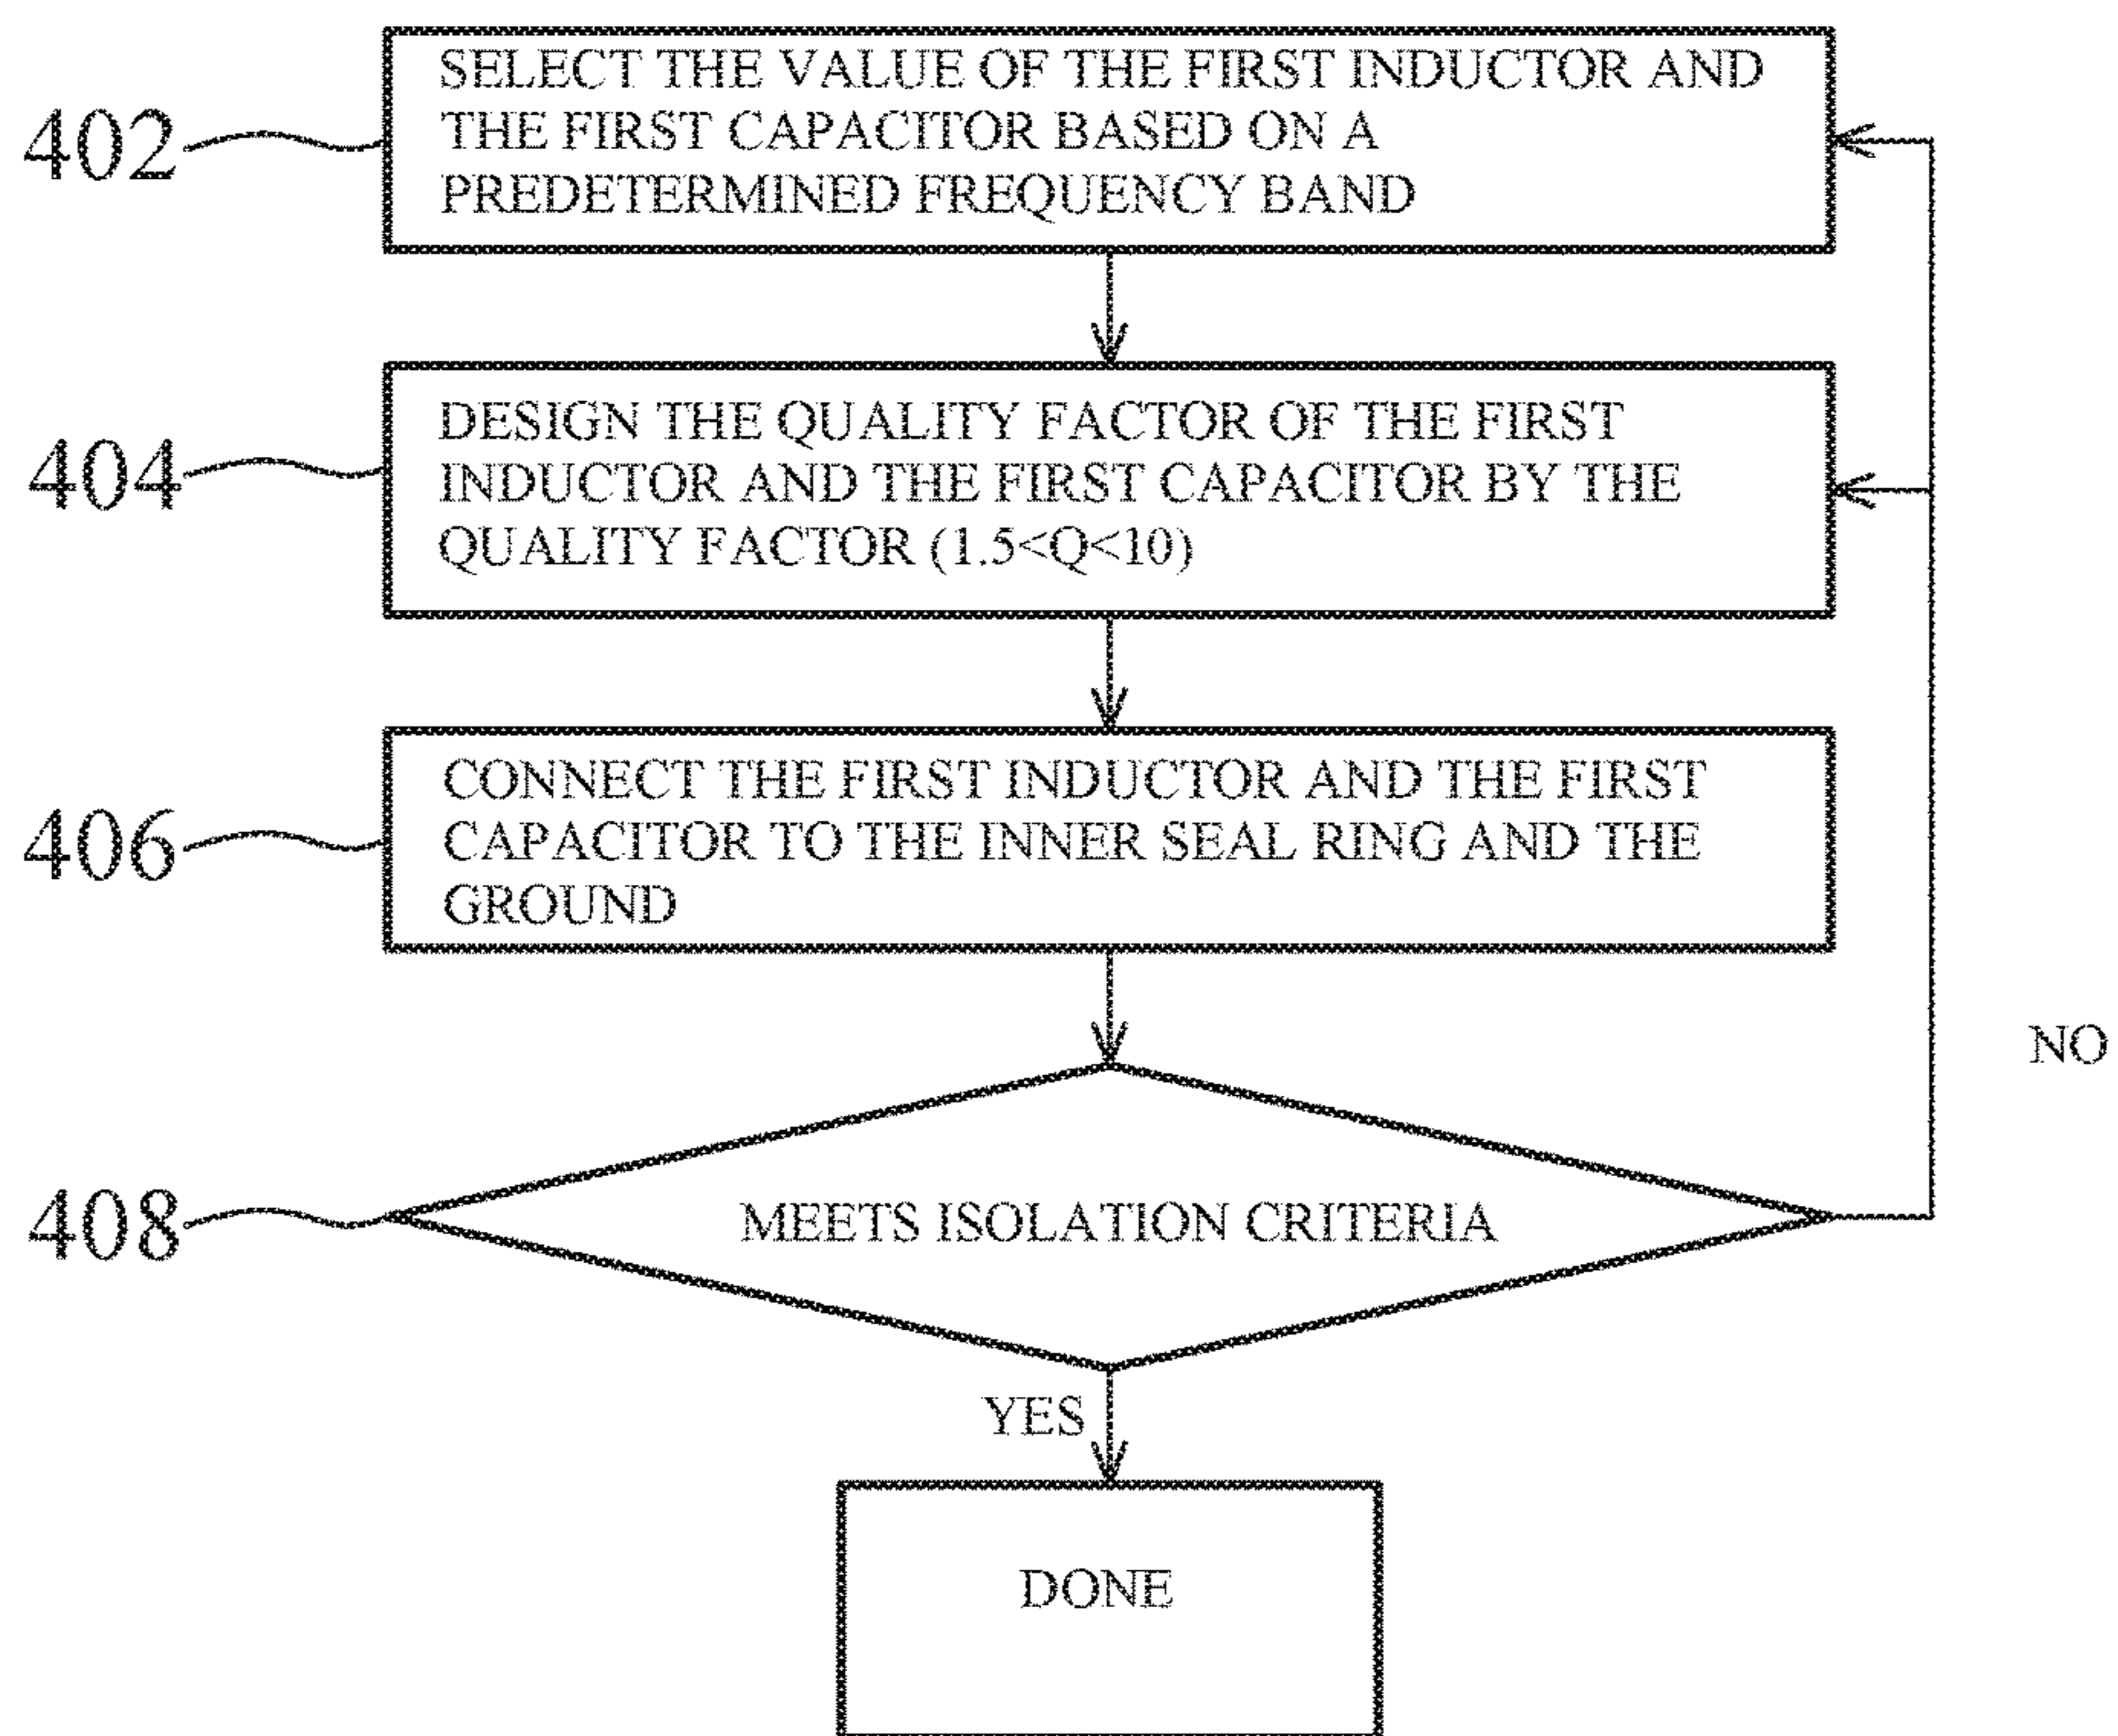 402
SELECT THE VALUE OF THE FIRST INDUCTOR AND
THE FIRST CAPACITOR BASED ON A
PREDETERMINED FREQUENCY BAND
404
DESIGN THE QUALITY FACTOR OF THE FIRST
INDUCTOR AND THE FIRST CAPACITOR BY THE
QUALITY FACTOR (1.5<Q<10)
406
CONNECT THE FIRST INDUCTOR AND THE FIRST
CAPACITOR TO THE INNER SEAL RING AND THE
GROUND
NO
408
MEETS ISOLATION CRITERIA
YES
DONE